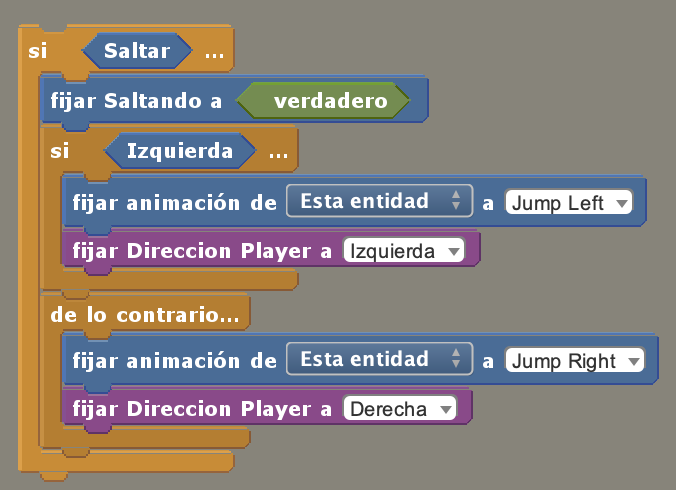 si Saltar ...
fijar Saltando a verdadero
si Izquierda ...
fijar animación de Esta entidad a Jump Left
fijar Direccion Player a Izquierda
de lo contrario...
fijar animación de Esta entidad a Jump Right
fijar Direccion Player a Derecha